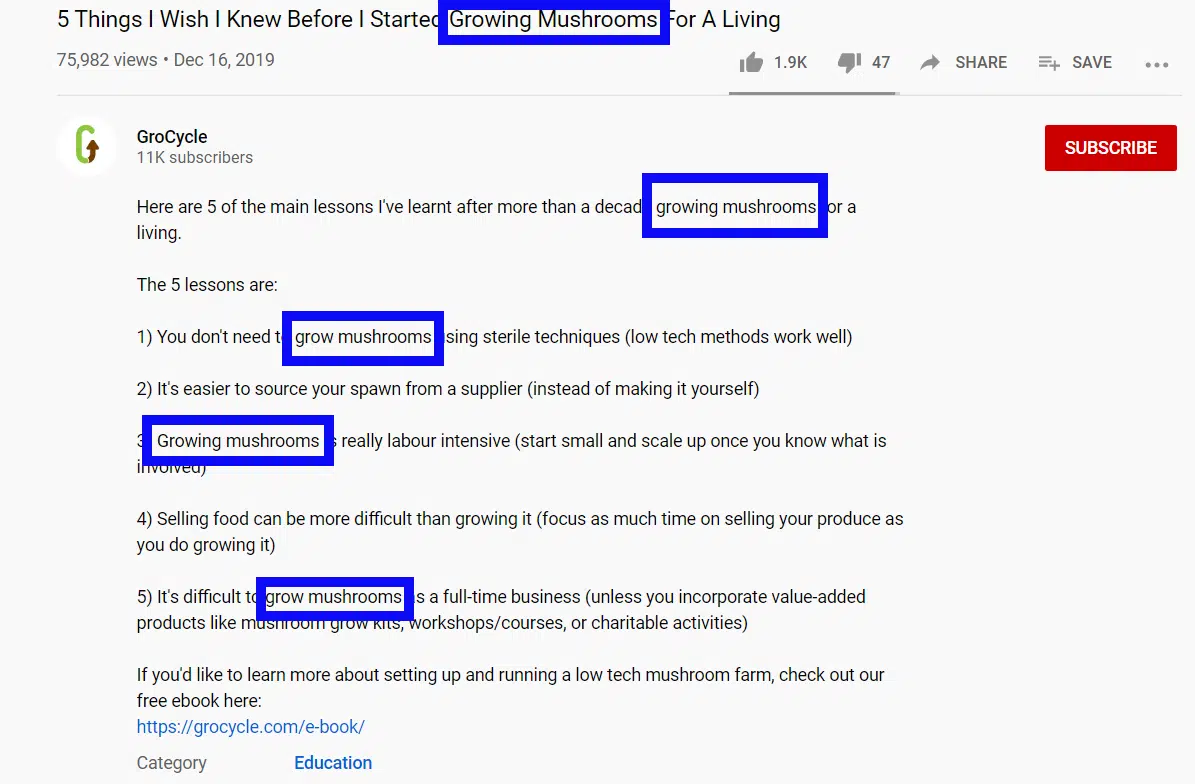 5 Things I Wish I Knew Before I Started Growing Mushrooms For A Living
75,982 views • Dec 16, 2019
1.9K 47 SHARE SAVE
GroCycle
11K subscribers
SUBSCRIBE
Here are 5 of the main lessons I've learnt after more than a decad growing mushrooms for a
living.
The 5 lessons are:
1) You don't need to grow mushrooms using sterile techniques (low tech methods work well)
2) It's easier to source your spawn from a supplier (instead of making it yourself)
3 Growing mushrooms is really labour intensive (start small and scale up once you know what is
involved)
4) Selling food can be more difficult than growing it (focus as much time on selling your produce as
you do growing it)
5) It's difficult to grow mushrooms as a full-time business (unless you incorporate value-added
products like mushroom grow kits, workshops/courses, or charitable activities)
If you'd like to learn more about setting up and running a low tech mushroom farm, check out our
free ebook here:
https://grocycle.com/e-book/
Category Education